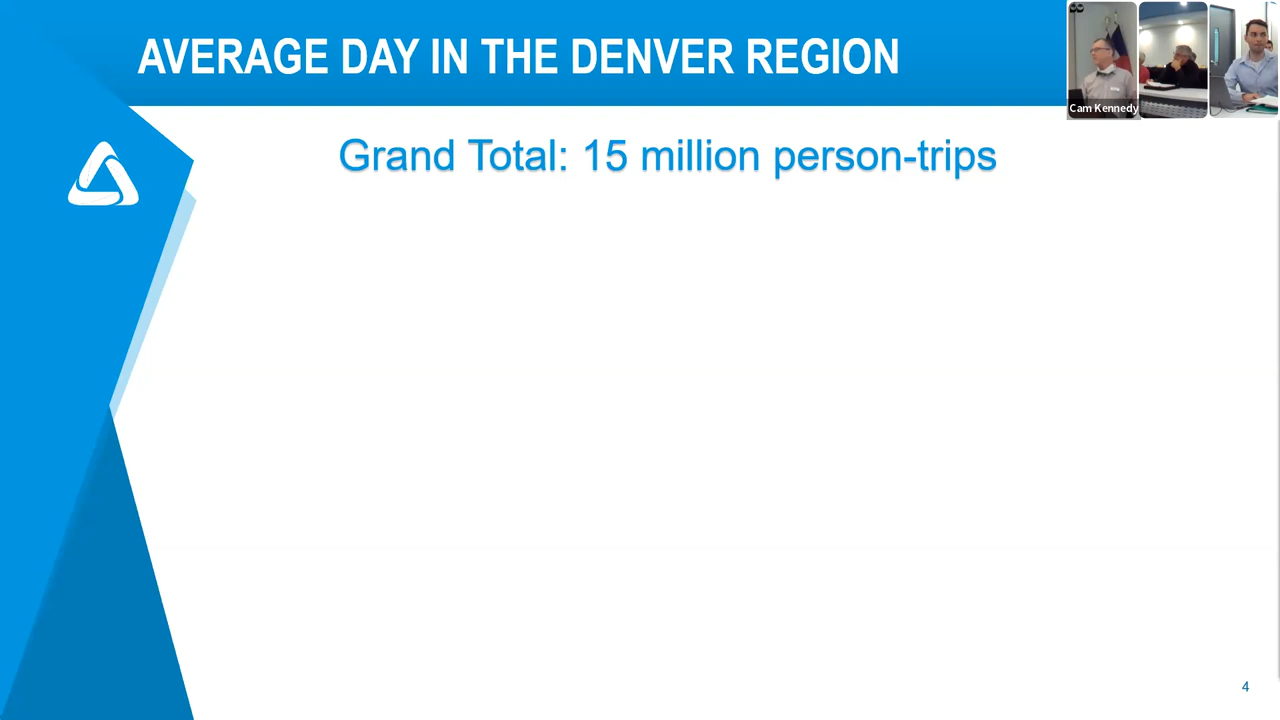 AVERAGE DAY IN THE DENVER REGION
Cam Kennedy
Grand Total: 15 million person-trips
4